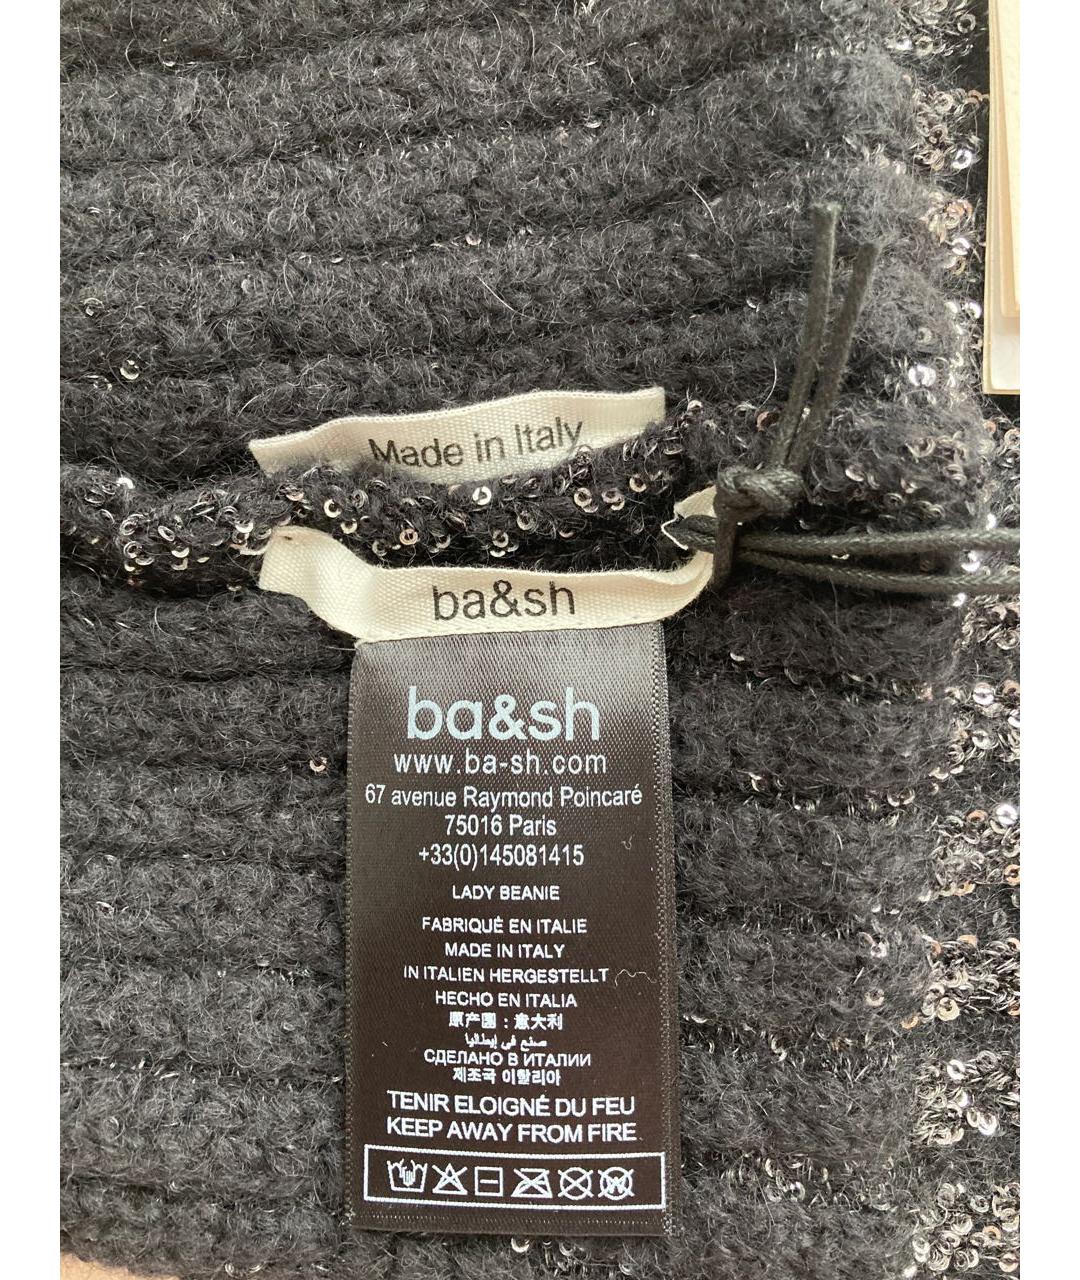 Made in Italy
ba&sh
ba&sh
www.ba-sh.com
67 avenue Raymond Poincaré
75016 Paris
+33(0)145081415
LADY BEANIE
FABRIQUÉ EN ITALIE
MADE IN ITALY
IN ITALIEN HERGESTELLT
HECHO EN ITALIA
原产国：意大利
صنع في إيطاليا
СДЕЛАНО В ИТАЛИИ
제조국 이탈리아
TENIR ELOIGNÉ DU FEU
KEEP AWAY FROM FIRE
W